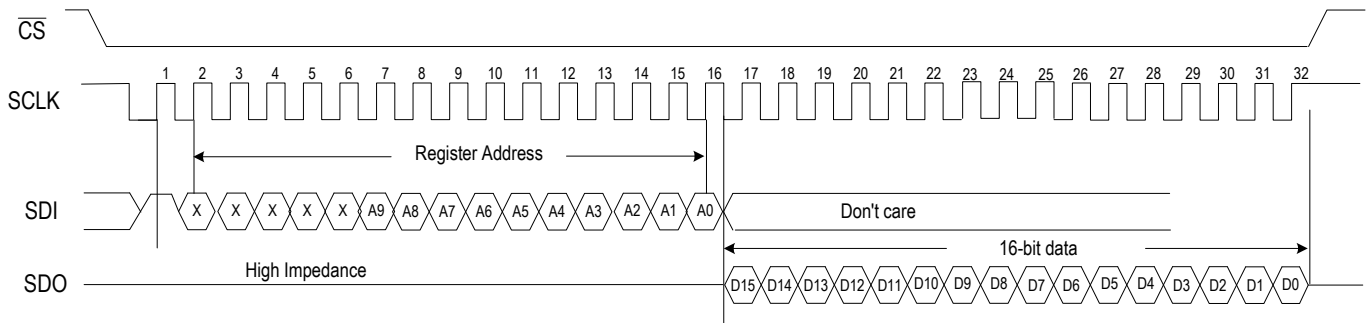 CS
1 2 3 4 5 6 7 8 9 10 11 12 13 14 15 16 17 18 19 20 21 22 23 24 25 26 27 28 29 30 31 32
SCLK
Register Address
SDI X X X X X A9 A8 A7 A6 A5 A4 A3 A2 A1 A0 Don't care
16-bit data
High Impedance
SDO D15 D14 D13 D12 D11 D10 D9 D8 D7 D6 D5 D4 D3 D2 D1 D0